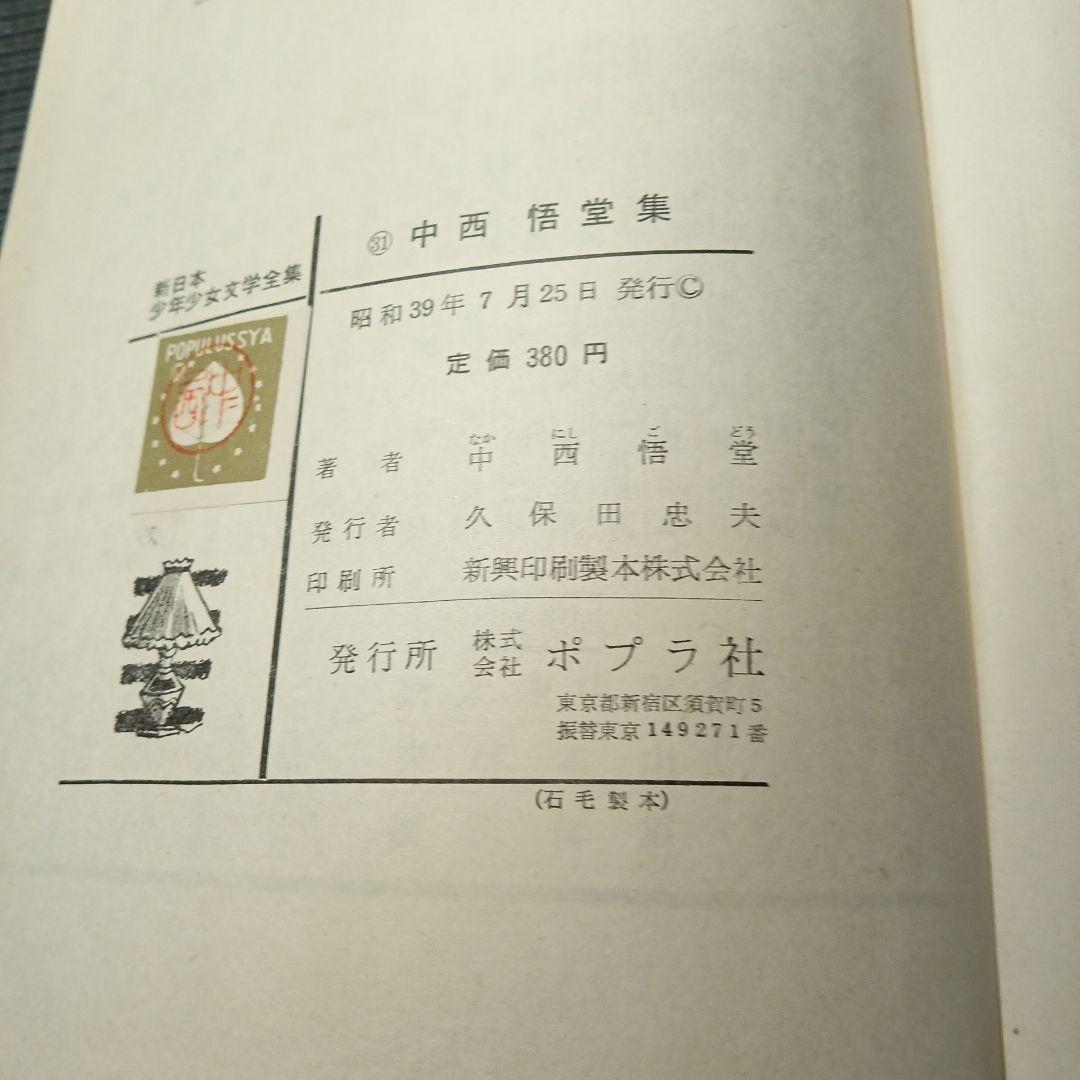 ㉛ 中西 悟堂集
新日本
少年少女文学全集
昭和39年7月25日 発行Ⓒ
定価 380 円
POPULUSSYA
なか にし ご どう
著者 中西悟堂
発行者 久保田忠夫
印刷所 新興印刷製本株式会社
発行所 株式会社 ポプラ社
東京都新宿区須賀町5
振替東京149271番
(石毛製本)